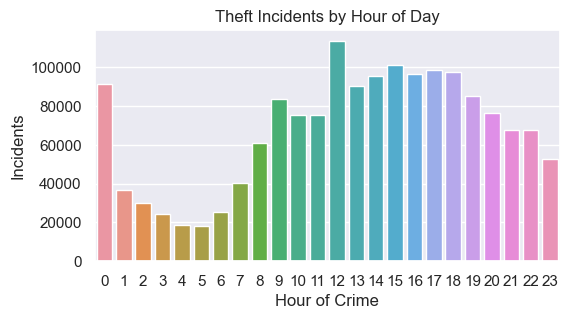 Theft Incidents by Hour of Day
Incidents
100000
80000
60000
40000
20000
0
0 1 2 3 4 5 6 7 8 9 10 11 12 13 14 15 16 17 18 19 20 21 22 23
Hour of Crime